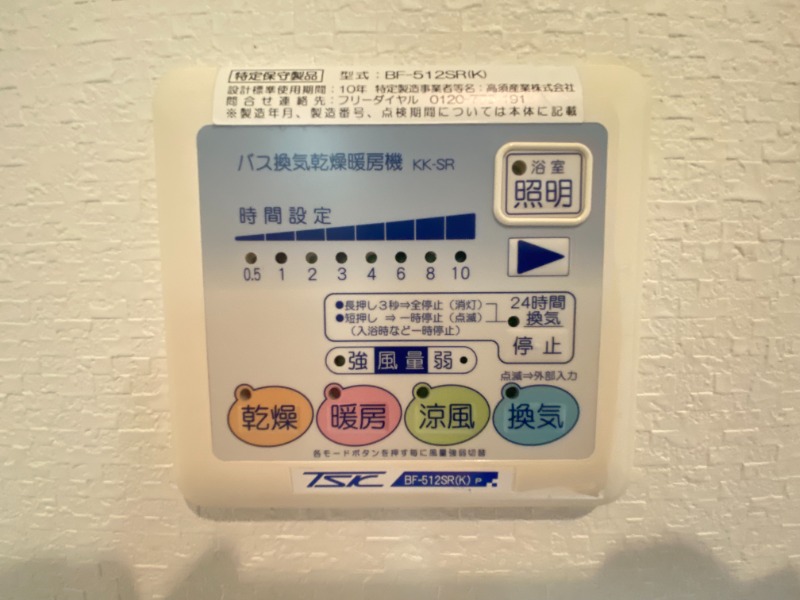 特定保守製品 型式：BF-512SR(K)
設計標準使用期間：10年 特定製造事業者等名：高須産業株式会社
問合せ連絡先：フリーダイヤル 0120-
※製造年月、製造番号、点検期間については本体に記載
バス換気乾燥暖房機 KK-SR
浴室
照明
時間設定
0.5 1 2 3 4 6 8 10
●長押し3秒⇒全停止（消灯）
●短押し ⇒一時停止（点滅）
（入浴時など一時停止）
24時間
換気
停止
強 風量 弱
点滅⇒外部入力
乾燥 暖房 涼風 換気
各モードボタンを押す毎に風量強弱切替
TSK BF-512SR(K) P